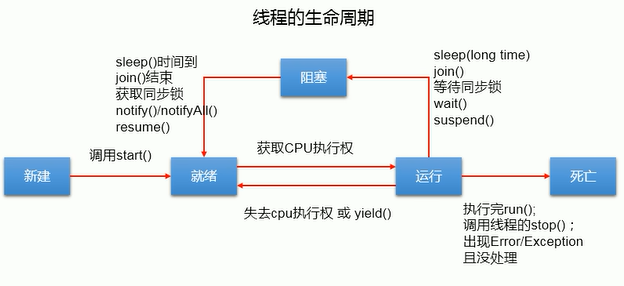 线程的生命周期
sleep()时间到
join()结束
获取同步锁
notify()/notifyAll()
resume()
阻塞
sleep(long time)
join()
等待同步锁
wait()
suspend()
新建
调用start()
就绪
获取CPU执行权
失去cpu执行权 或 yield()
运行
死亡
执行完run();
调用线程的stop()；
出现Error/Exception
且没处理